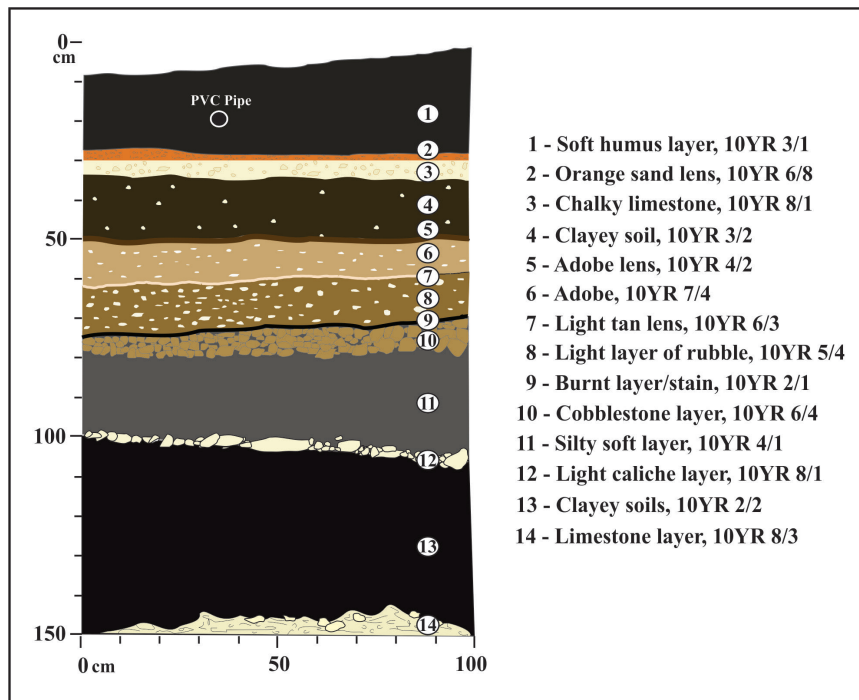 0
cm
PVC Pipe
1
2
3
4
50
5
6
7
8
9
10
11
100
12
13
14
150
0 cm
50
100
1 - Soft humus layer, 10YR 3/1
2 - Orange sand lens, 10YR 6/8
3 - Chalky limestone, 10YR 8/1
4 - Clayey soil, 10YR 3/2
5 - Adobe lens, 10YR 4/2
6 - Adobe, 10YR 7/4
7 - Light tan lens, 10YR 6/3
8 - Light layer of rubble, 10YR 5/4
9 - Burnt layer/stain, 10YR 2/1
10 - Cobblestone layer, 10YR 6/4
11 - Silty soft layer, 10YR 4/1
12 - Light caliche layer, 10YR 8/1
13 - Clayey soils, 10YR 2/2
14 - Limestone layer, 10YR 8/3